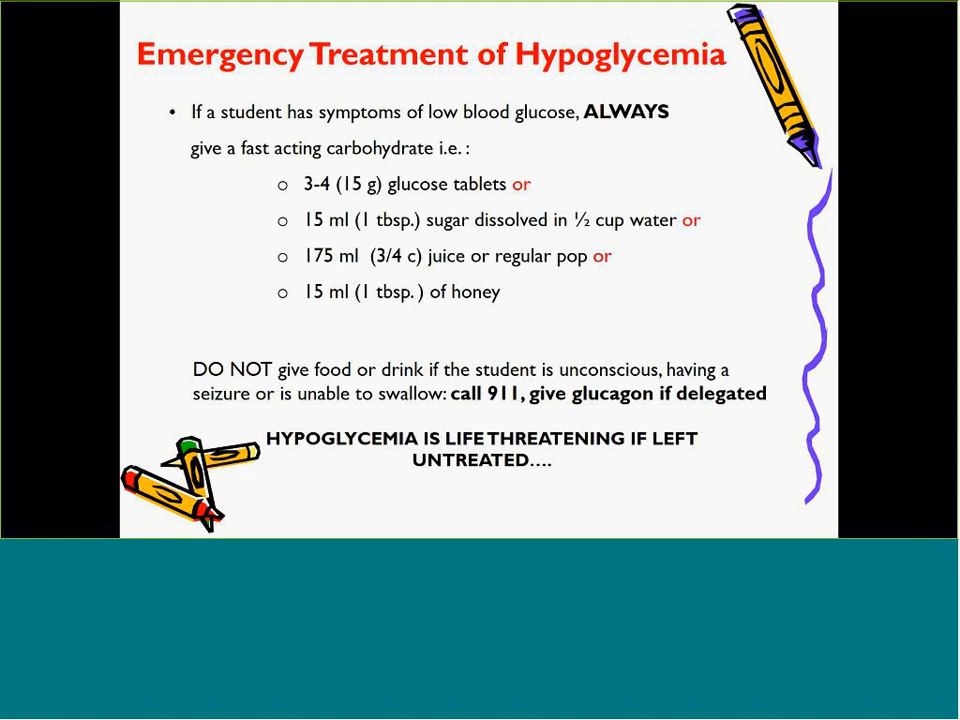 Emergency Treatment of Hypoglycemia
• If a student has symptoms of low blood glucose, ALWAYS
give a fast acting carbohydrate i.e. :
o 3-4 (15 g) glucose tablets or
o 15 ml (1 tbsp.) sugar dissolved in ½ cup water or
o 175 ml (3/4 c) juice or regular pop or
o 15 ml (1 tbsp. ) of honey
DO NOT give food or drink if the student is unconscious, having a
seizure or is unable to swallow: call 911, give glucagon if delegated
HYPOGLYCEMIA IS LIFE THREATENING IF LEFT
UNTREATED….